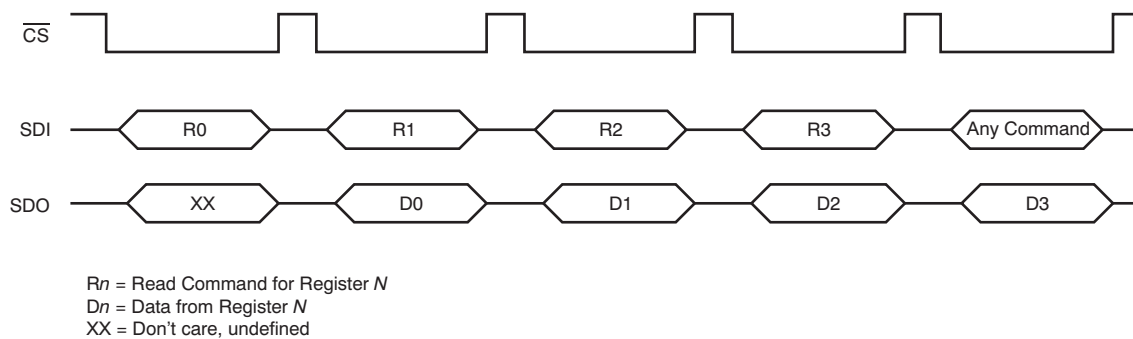 CS
SDI R0 R1 R2 R3 Any Command
SDO XX D0 D1 D2 D3
Rn = Read Command for Register N
Dn = Data from Register N
XX = Don't care, undefined